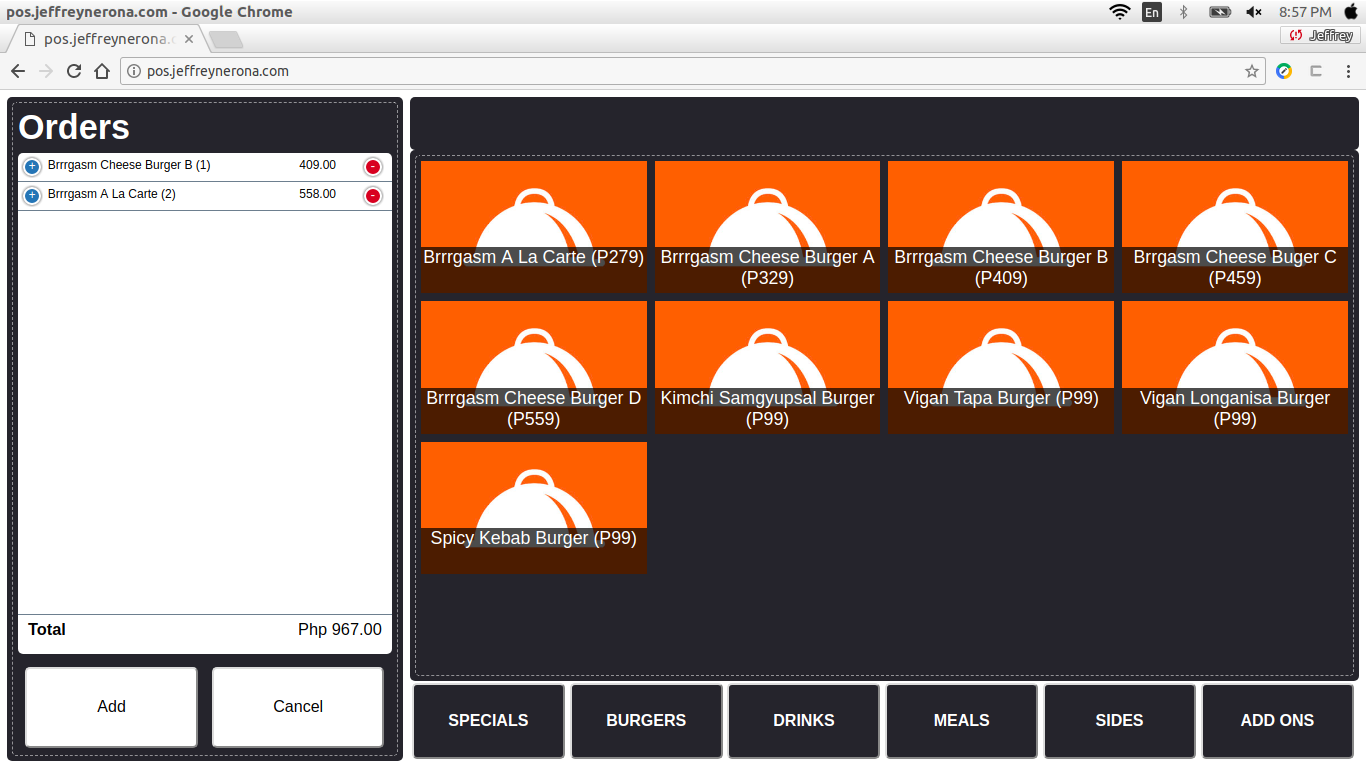 pos.jeffreynerona.com - Google Chrome
En
8:57 PM
pos.jeffreynerona.c
Jeffrey
pos.jeffreynerona.com
Orders
+ Brrrgasm Cheese Burger B (1) 409.00 -
+ Brrrgasm A La Carte (2) 558.00 -
Total Php 967.00
Add Cancel
Brrrgasm A La Carte (P279)
Brrrgasm Cheese Burger A
(P329)
Brrrgasm Cheese Burger B
(P409)
Brrgasm Cheese Buger C
(P459)
Brrrgasm Cheese Burger D
(P559)
Kimchi Samgyupsal Burger
(P99)
Vigan Tapa Burger (P99)
Vigan Longanisa Burger
(P99)
Spicy Kebab Burger (P99)
SPECIALS BURGERS DRINKS MEALS SIDES ADD ONS